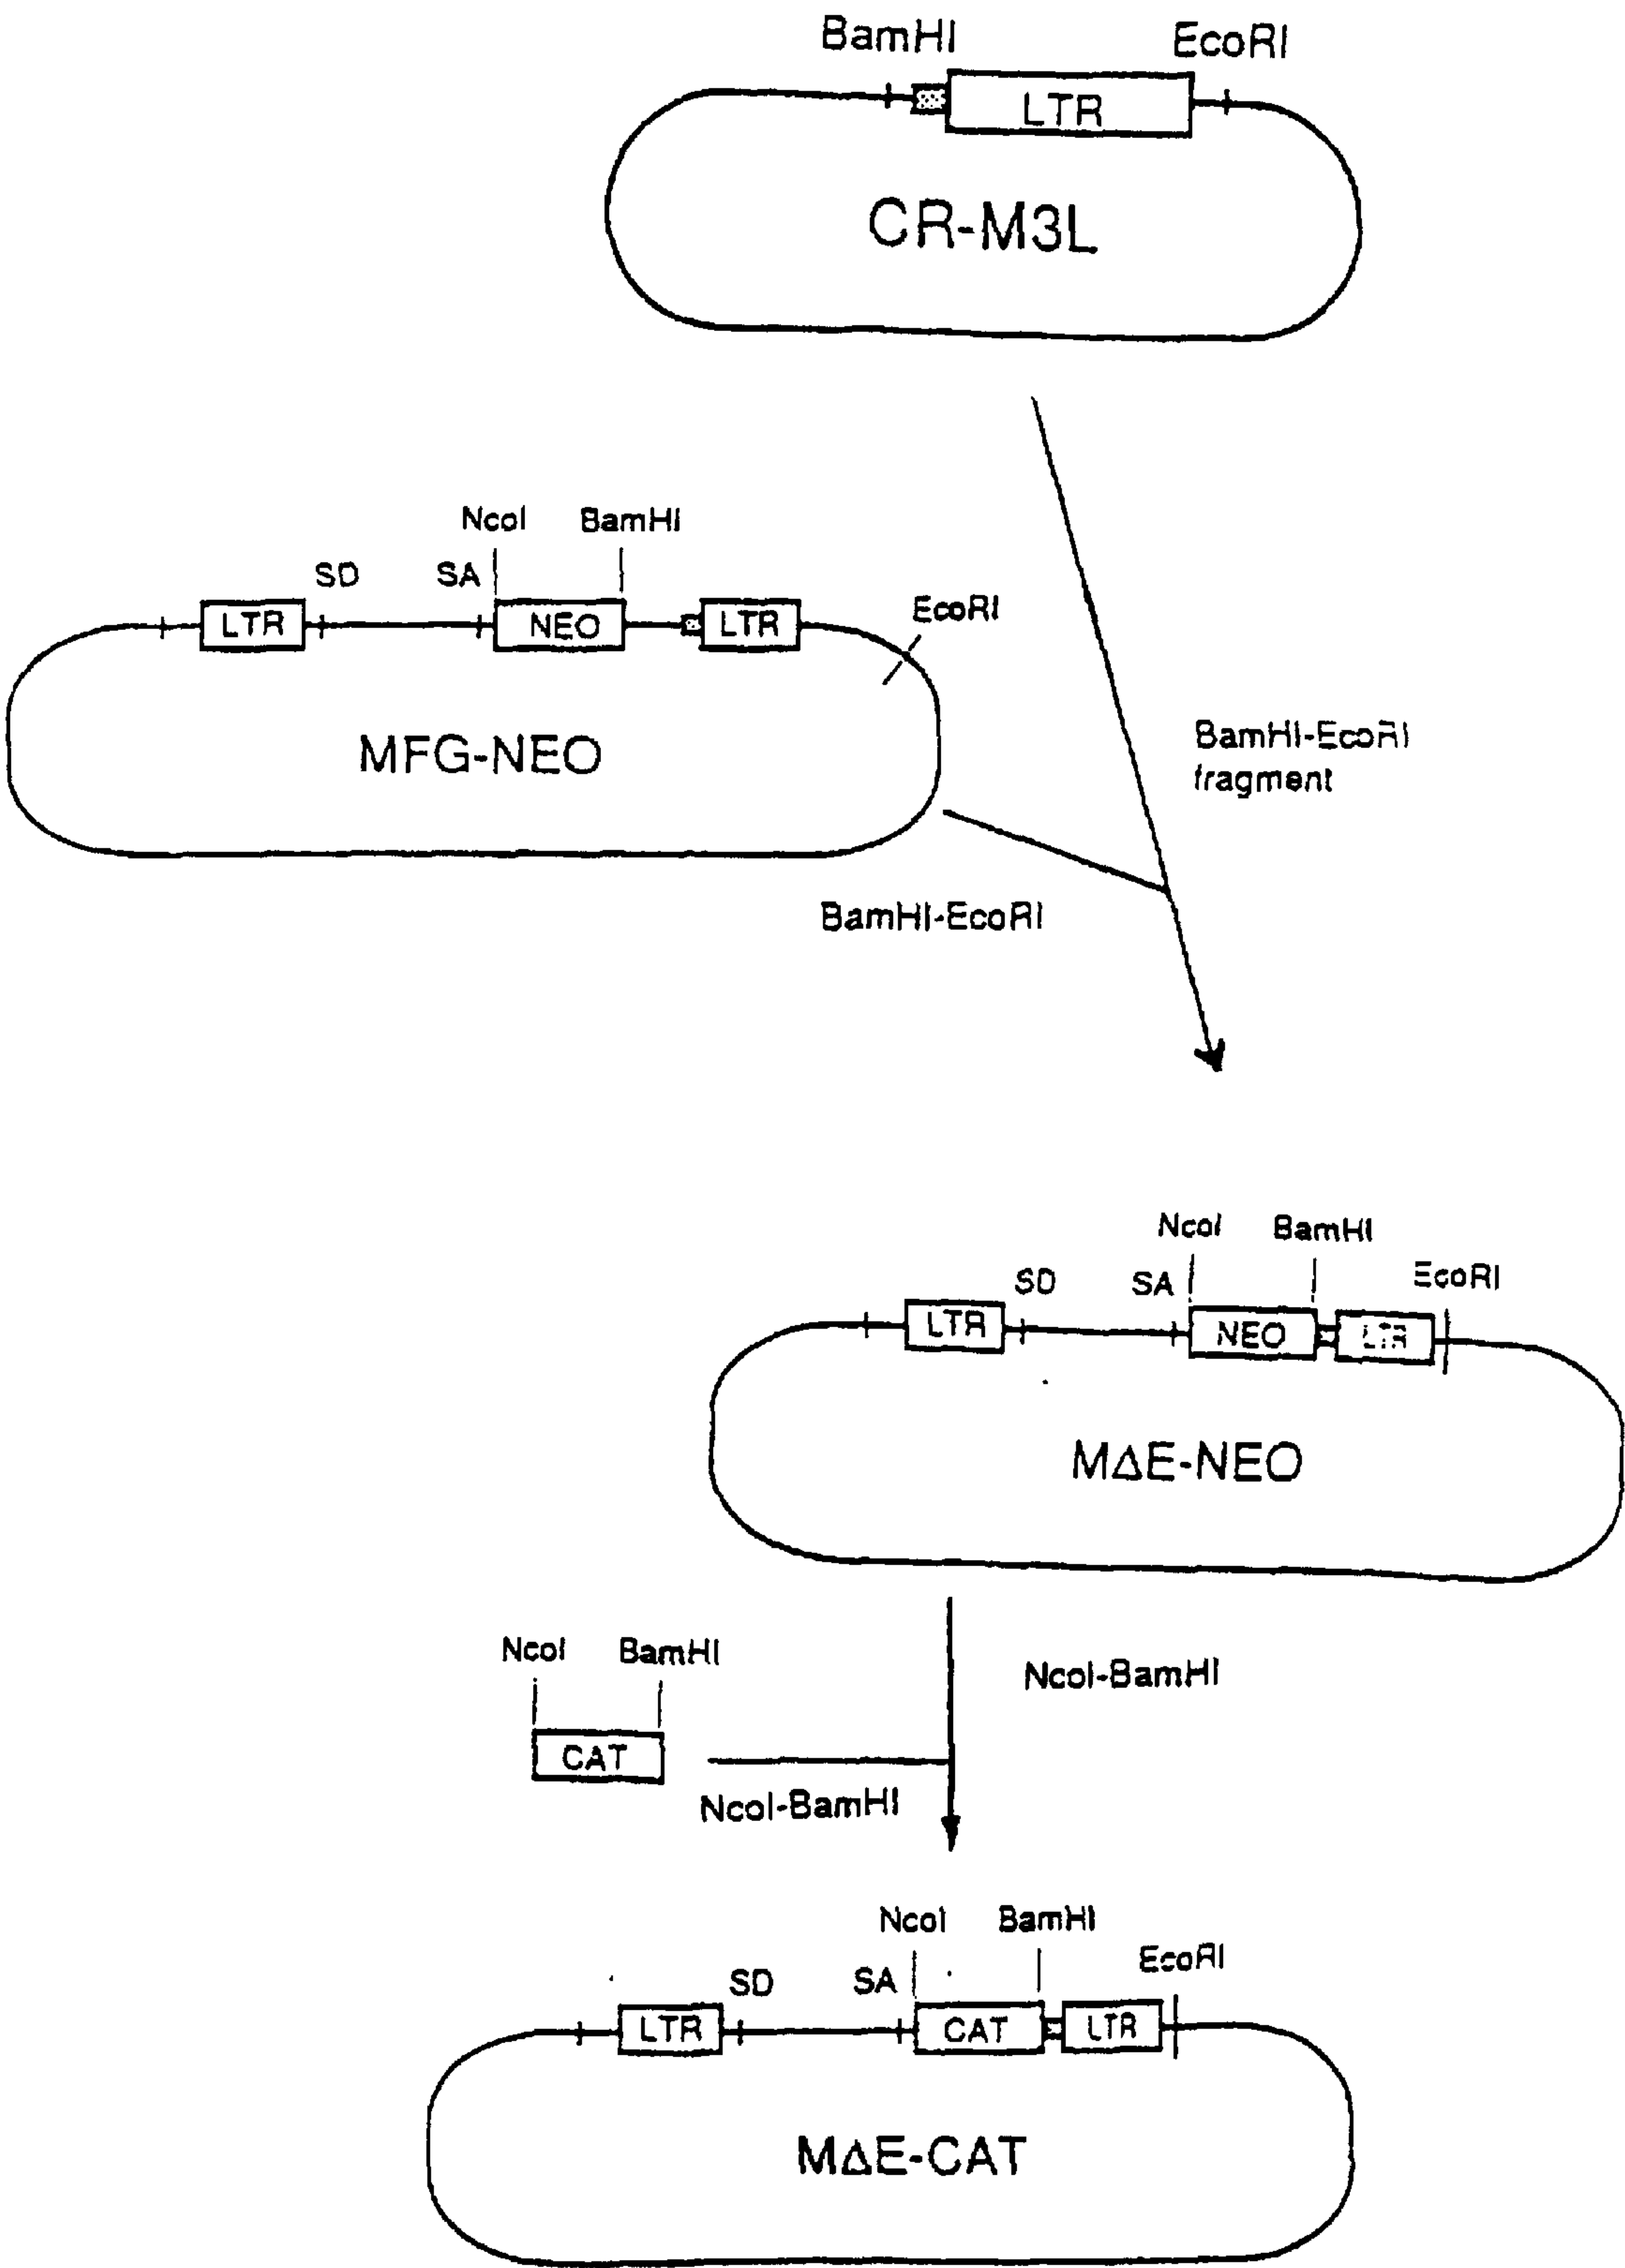 BamHI EcoRI
LTR
CR-M3L
NcoI BamHI
SD SA
LTR NEO LTR EcoRI
MFG-NEO
BamHI-EcoRI
fragment
BamHI-EcoRI
NcoI BamHI
SD SA EcoRI
LTR NEO LTR
MΔE-NEO
NcoI BamHI
NcoI-BamHI
CAT
NcoI-BamHI
NcoI BamHI
SD SA EcoRI
LTR CAT LTR
MΔE-CAT